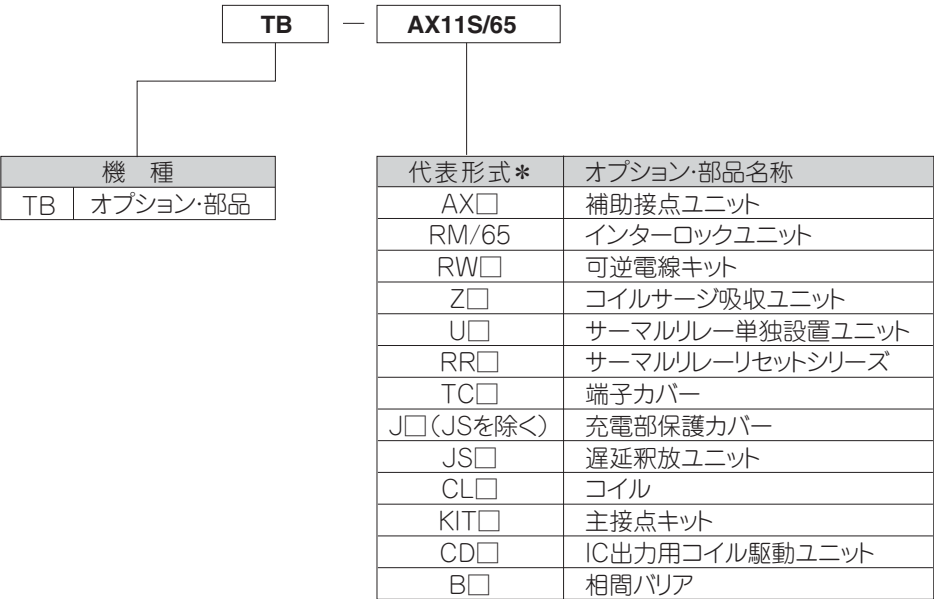 TB — AX11S/65
機 種
TB オプション・部品
代表形式＊ オプション・部品名称
AX□ 補助接点ユニット
RM/65 インターロックユニット
RW□ 可逆電線キット
Z□ コイルサージ吸収ユニット
U□ サーマルリレー単独設置ユニット
RR□ サーマルリレーリセットシリーズ
TC□ 端子カバー
J□（JSを除く） 充電部保護カバー
JS□ 遅延釈放ユニット
CL□ コイル
KIT□ 主接点キット
CD□ IC出力用コイル駆動ユニット
B□ 相間バリア